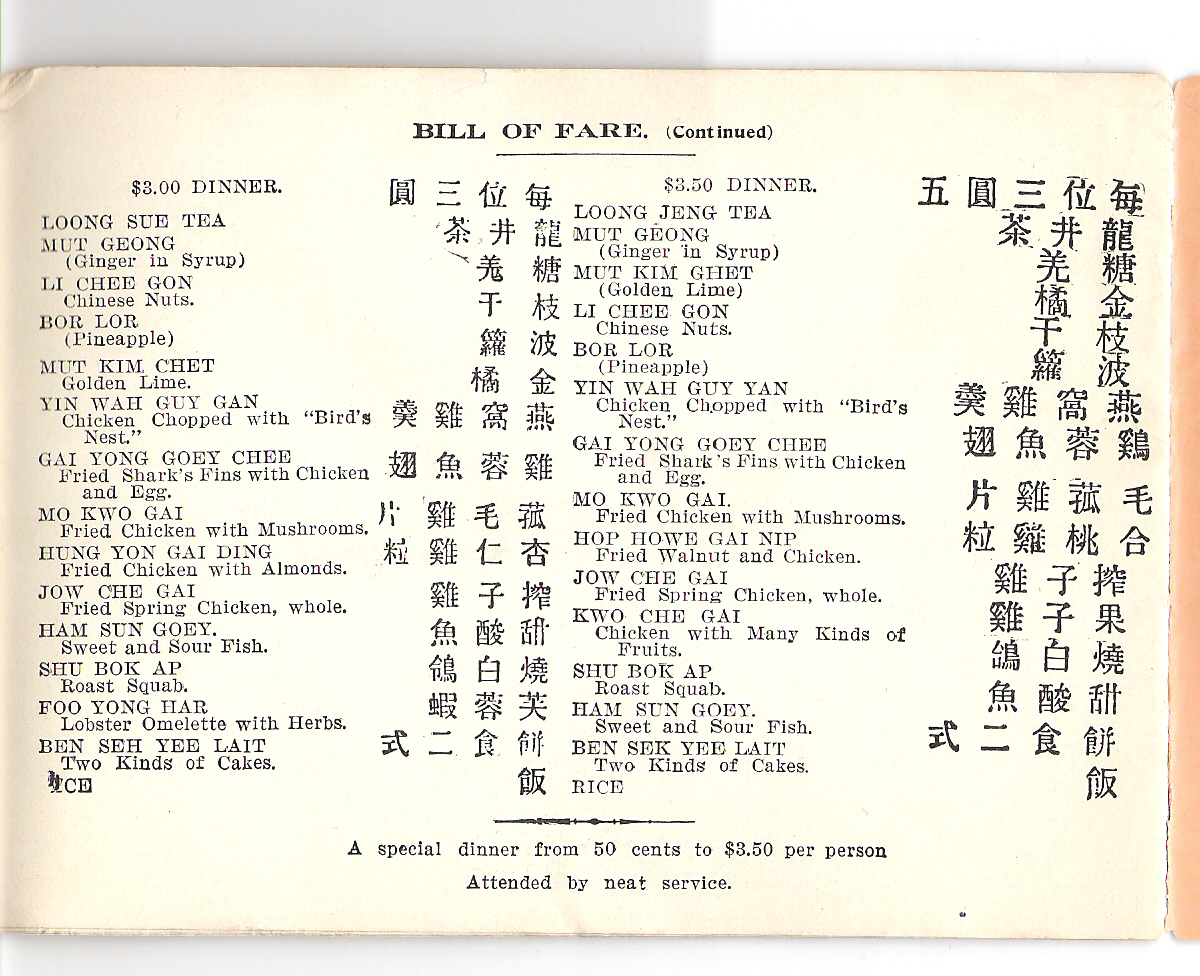 BILL OF FARE. (Continued)
$3.00 DINNER.
LOONG SUE TEA
MUT GEONG
(Ginger in Syrup)
LI CHEE GON
Chinese Nuts.
BOR LOR
(Pineapple)
MUT KIM CHET
Golden Lime.
YIN WAH GUY GAN
Chicken Chopped with "Bird's
Nest."
GAI YONG GOEY CHEE
Fried Shark's Fins with Chicken
and Egg.
MO KWO GAI
Fried Chicken with Mushrooms.
HUNG YON GAI DING
Fried Chicken with Almonds.
JOW CHE GAI
Fried Spring Chicken, whole.
HAM SUN GOEY.
Sweet and Sour Fish.
SHU BOK AP
Roast Squab.
FOO YONG HAR
Lobster Omelette with Herbs.
BEN SEH YEE LAIT
Two Kinds of Cakes.
圓三位每
茶井龍
羗糖
干枝
籮波
橘金
羹雞窩燕
翅魚蓉雞
片雞毛菰
粒雞仁杏
雞子搾
魚酸甜
鴿白燒
蝦蓉芙
式二食餅
飯
$3.50 DINNER.
LOONG JENG TEA
MUT GEONG
(Ginger in Syrup)
MUT KIM GHET
(Golden Lime)
LI CHEE GON
Chinese Nuts.
BOR LOR
(Pineapple)
YIN WAH GUY YAN
Chicken Chopped with "Bird's
Nest."
GAI YONG GOEY CHEE
Fried Shark's Fins with Chicken
and Egg.
MO KWO GAI.
Fried Chicken with Mushrooms.
HOP HOWE GAI NIP
Fried Walnut and Chicken.
JOW CHE GAI
Fried Spring Chicken, whole.
KWO CHE GAI
Chicken with Many Kinds of
Fruits.
SHU BOK AP
Roast Squab.
HAM SUN GOEY.
Sweet and Sour Fish.
BEN SEK YEE LAIT
Two Kinds of Cakes.
RICE
五圓三位每
茶井龍
羌糖
橘金
干枝
籮波
羹雞窩燕
翅魚蓉鷄
片雞菰毛
粒雞桃合
雞子搾
雞子果
鴿白燒
魚酸甜
式二食餅
飯
A special dinner from 50 cents to $3.50 per person
Attended by neat service.